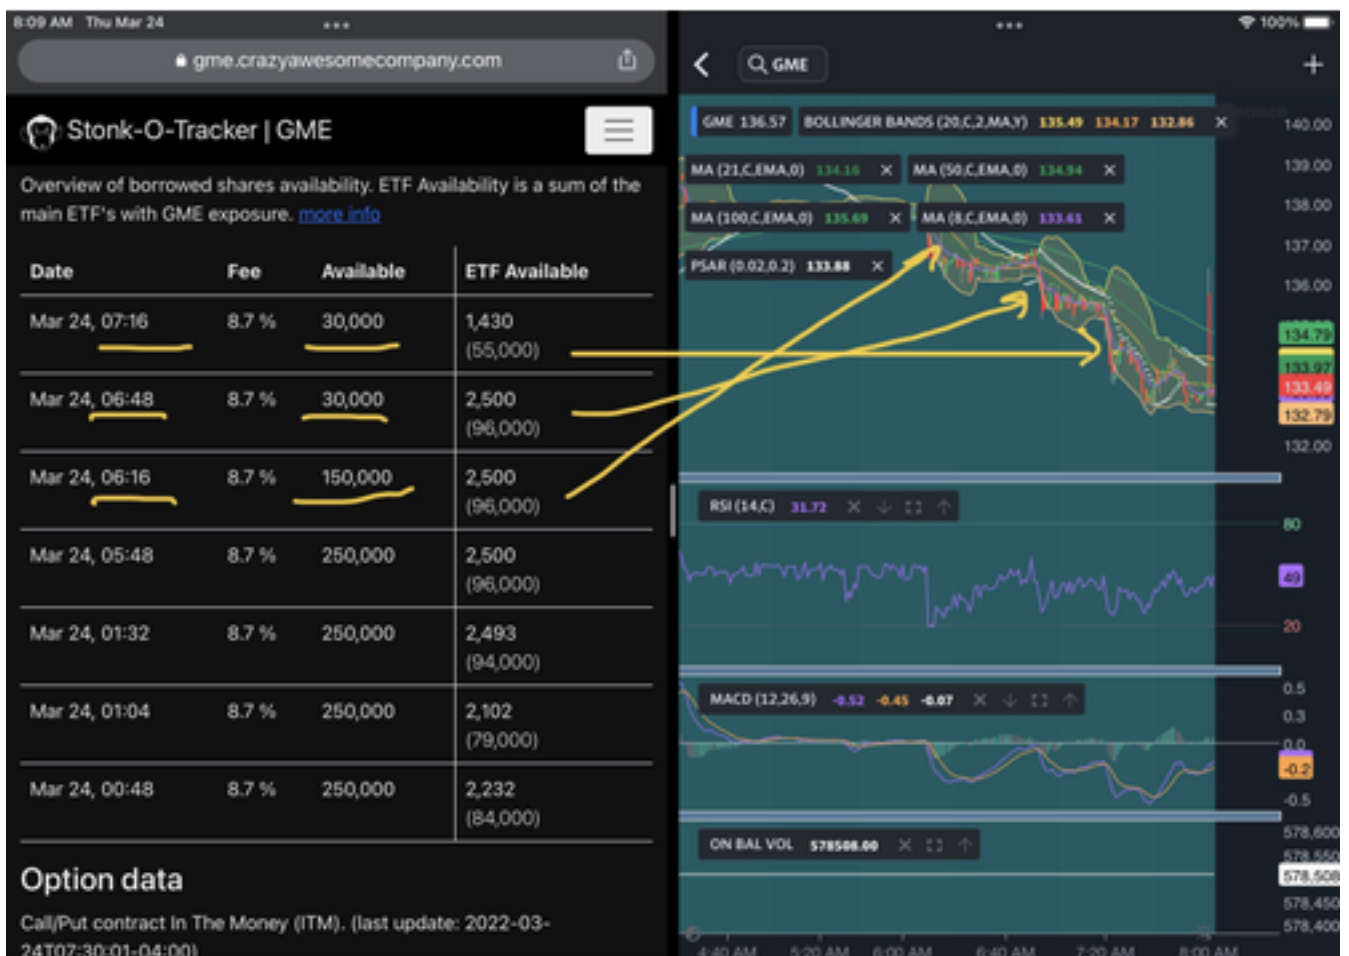 8:09 AM Thu Mar 24
100%
gme.crazyawesomecompany.com
GME
Stonk-O-Tracker | GME
Overview of borrowed shares availability. ETF Availability is a sum of the
main ETF's with GME exposure. more info
Date Fee Available ETF Available
Mar 24, 07:16 8.7 % 30,000 1,430
(55,000)
Mar 24, 06:48 8.7 % 30,000 2,500
(96,000)
Mar 24, 06:16 8.7 % 150,000 2,500
(96,000)
Mar 24, 05:48 8.7 % 250,000 2,500
(96,000)
Mar 24, 01:32 8.7 % 250,000 2,493
(94,000)
Mar 24, 01:04 8.7 % 250,000 2,102
(79,000)
Mar 24, 00:48 8.7 % 250,000 2,232
(84,000)
Option data
Call/Put contract In The Money (ITM). (last update: 2022-03-
24T07:30:01-04:00)
GME 136.57 BOLLINGER BANDS (20,C,2,MA,Y) 135.49 134.17 132.86
MA (21,C,EMA,0) 134.16 MA (50,C,EMA,0) 134.94
MA (100,C,EMA,0) 135.69 MA (8,C,EMA,0) 133.61
PSAR (0.02,0.2) 133.88
140.00
139.00
138.00
137.00
136.00
134.79
133.97
133.49
132.79
132.00
RSI (14,C) 31.72
80
49
20
MACD (12,26,9) -0.52 -0.45 -0.07
0.5
0.3
0.0
-0.2
-0.5
ON BAL VOL 578508.00
578,600
578,550
578,508
578,450
578,400
4:40 AM 5:20 AM 6:00 AM 6:40 AM 7:20 AM 8:00 AM